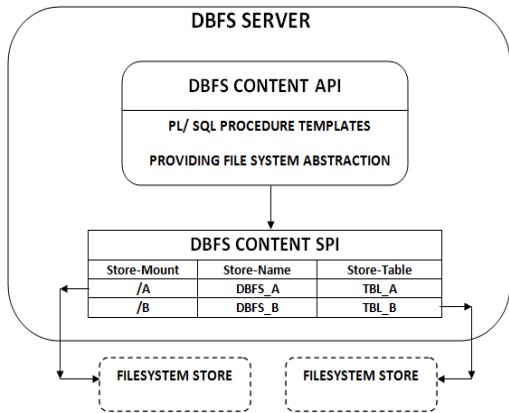 DBFS SERVER
DBFS CONTENT API
PL/ SQL PROCEDURE TEMPLATES
PROVIDING FILE SYSTEM ABSTRACTION
DBFS CONTENT SPI
Store-Mount Store-Name Store-Table
/A DBFS_A TBL_A
/B DBFS_B TBL_B
FILESYSTEM STORE FILESYSTEM STORE